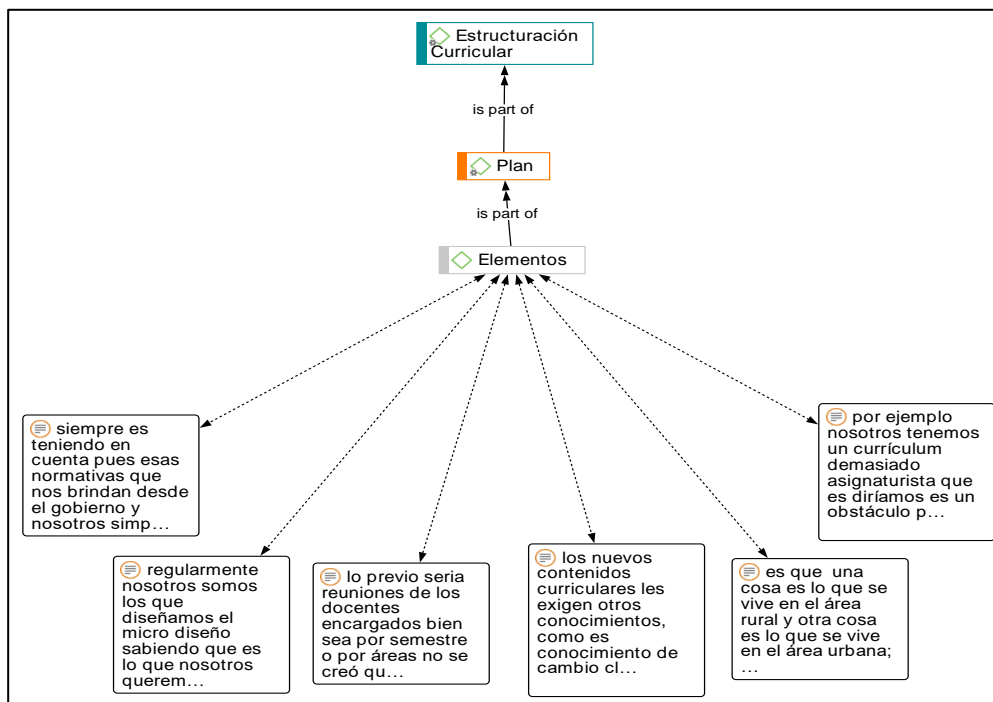 Estructuración
Curricular
is part of
Plan
is part of
Elementos
siempre es
teniendo en
cuenta pues esas
normativas que
nos brindan desde
el gobierno y
nosotros simp...
por ejemplo
nosotros tenemos
un currículum
demasiado
asignaturista que
es diríamos es un
obstáculo p...
regularmente
nosotros somos
los que
diseñamos el
micro diseño
sabiendo que es
lo que nosotros
querem...
lo previo seria
reuniones de los
docentes
encargados bien
sea por semestre
o por áreas no se
creó qu...
los nuevos
contenidos
curriculares les
exigen otros
conocimientos,
como es
conocimiento de
cambio cl...
es que  una
cosa es lo que se
vive en el área
rural y otra cosa
es lo que se vive
en el área urbana;
...